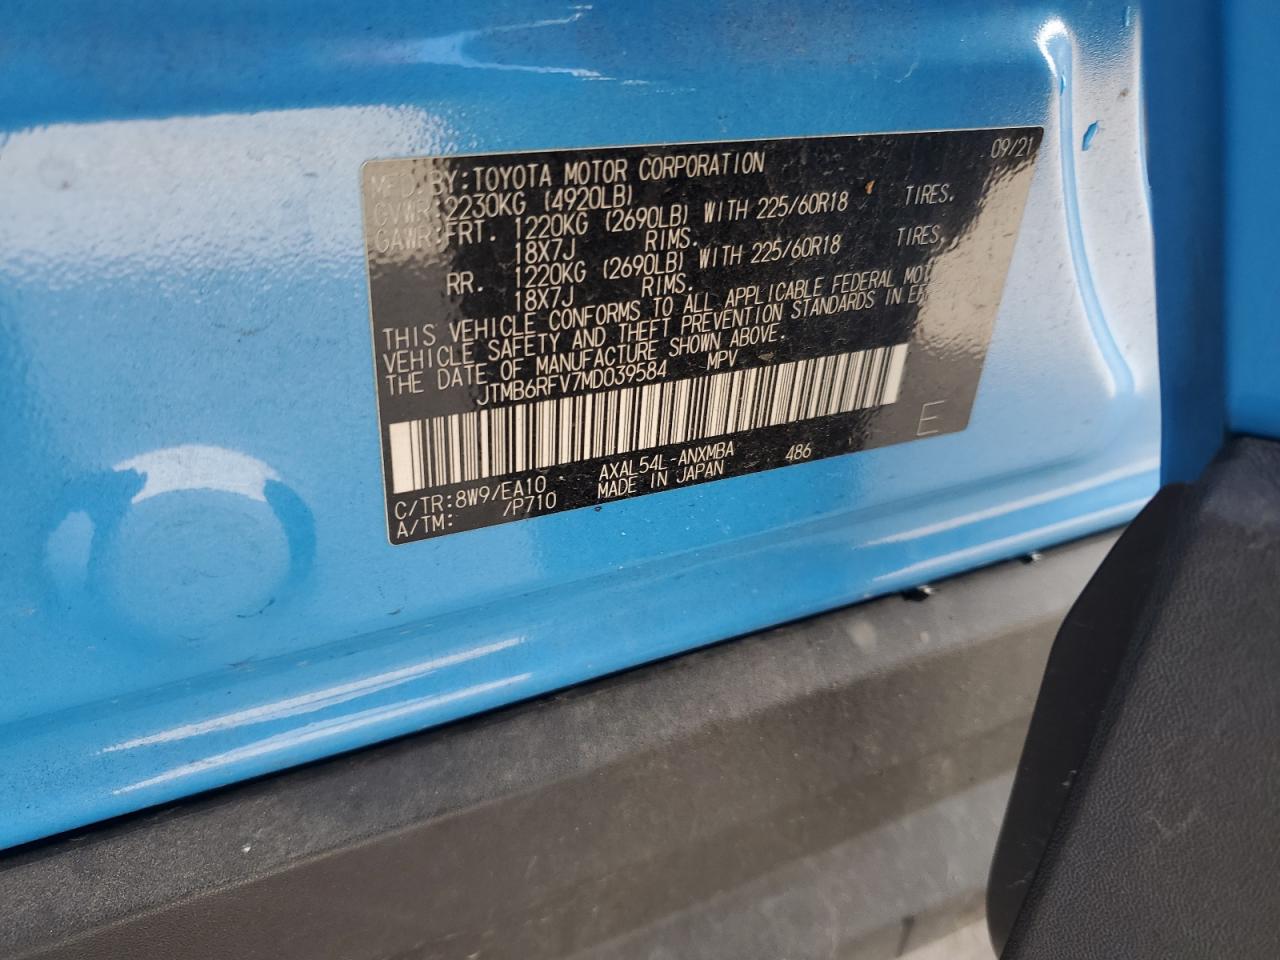 MFD. BY: TOYOTA MOTOR CORPORATION 09/21
GVWR: 2230KG (4920LB)
GAWR: FRT. 1220KG (2690LB) WITH 225/60R18 TIRES,
18X7J RIMS.
RR. 1220KG (2690LB) WITH 225/60R18 TIRES,
18X7J RIMS.
THIS VEHICLE CONFORMS TO ALL APPLICABLE FEDERAL MOT
VEHICLE SAFETY AND THEFT PREVENTION STANDARDS IN EF
THE DATE OF MANUFACTURE SHOWN ABOVE.
JTMB6RFV7MD039584 MPV
E
C/TR: 8W9/EA10 AXAL54L-ANXMBA 486
A/TM: /P710 MADE IN JAPAN